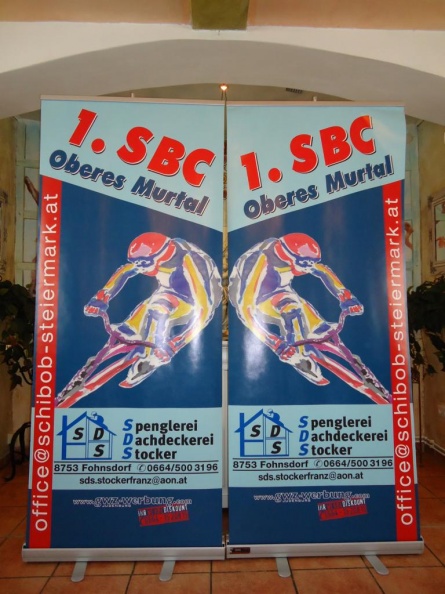 1. SBC
Oberes Murtal
office@schibob-steiermark.at
SDS
Spenglerei
Dachdeckerei
Stocker
8753 Fohnsdorf ✆0664/500 3196
sds.stockerfranz@aon.at
www.gwz-werbung.com
1. SBC
Oberes Murtal
office@schibob-steiermark.at
SDS
Spenglerei
Dachdeckerei
Stocker
8753 Fohnsdorf ✆0664/500 3196
sds.stockerfranz@aon.at
www.gwz-werbung.com